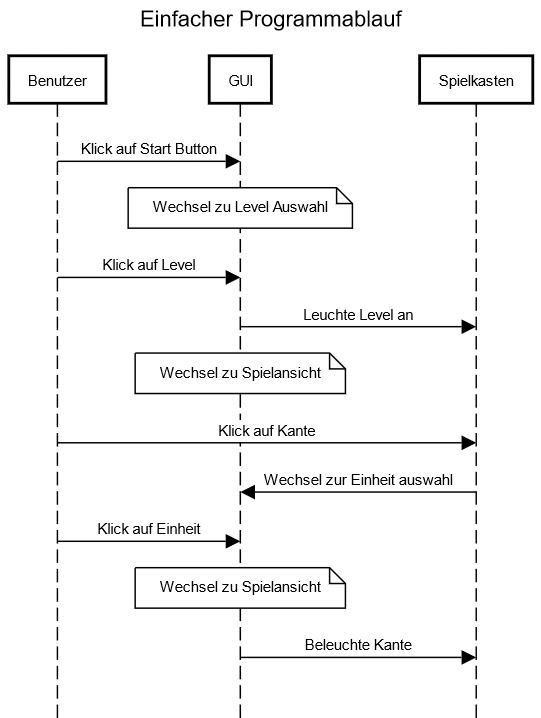 Einfacher Programmablauf
Benutzer
GUI
Spielkasten
Klick auf Start Button
Wechsel zu Level Auswahl
Klick auf Level
Leuchte Level an
Wechsel zu Spielansicht
Klick auf Kante
Wechsel zur Einheit auswahl
Klick auf Einheit
Wechsel zu Spielansicht
Beleuchte Kante